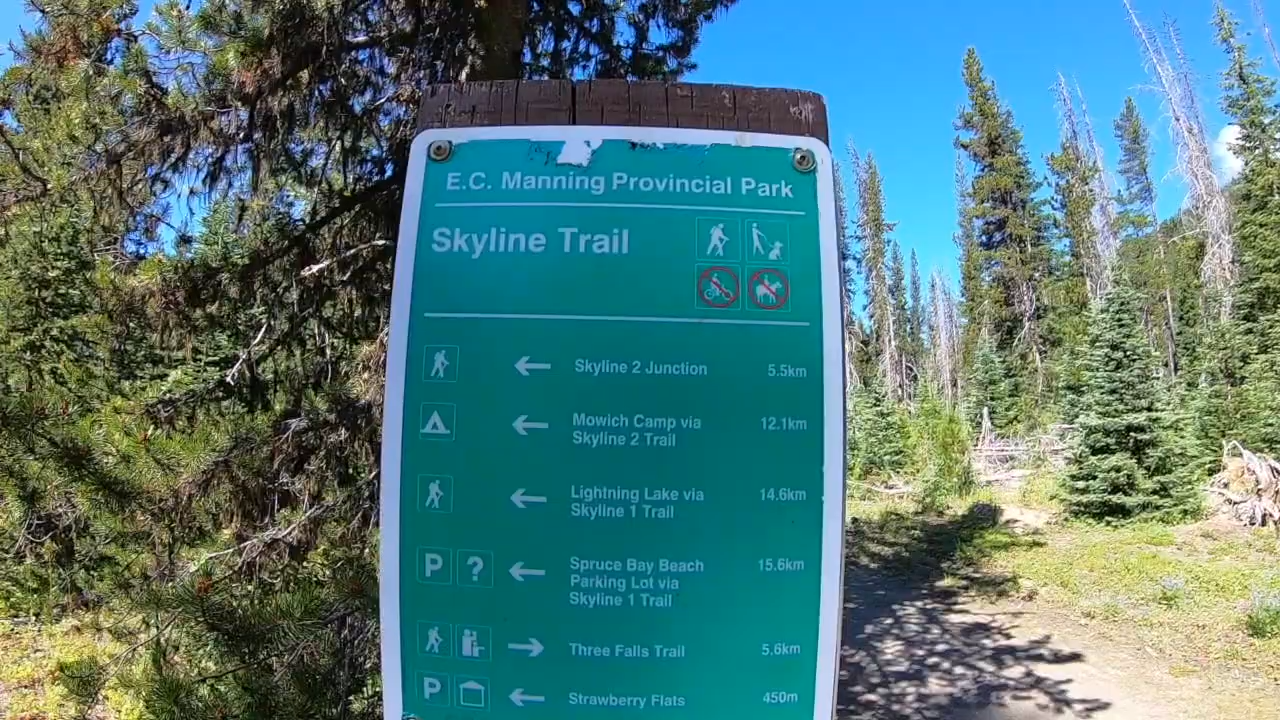 E.C. Manning Provincial Park
Skyline Trail
Skyline 2 Junction 5.5km
Mowich Camp via 12.1km
Skyline 2 Trail
Lightning Lake via 14.6km
Skyline 1 Trail
P ? Spruce Bay Beach 15.6km
Parking Lot via
Skyline 1 Trail
Three Falls Trail 5.6km
P Strawberry Flats 450m